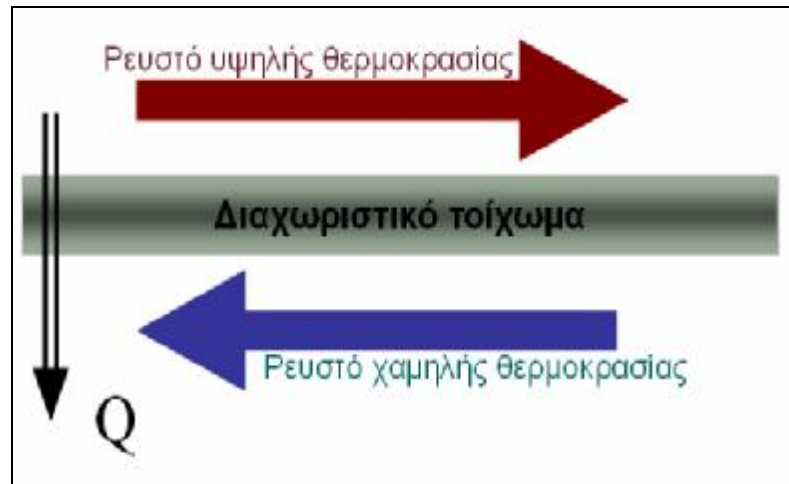 Ρευστό υψηλής θερμοκρασίας
Διαχωριστικό τοίχωμα
Ρευστό χαμηλής θερμοκρασίας
Q